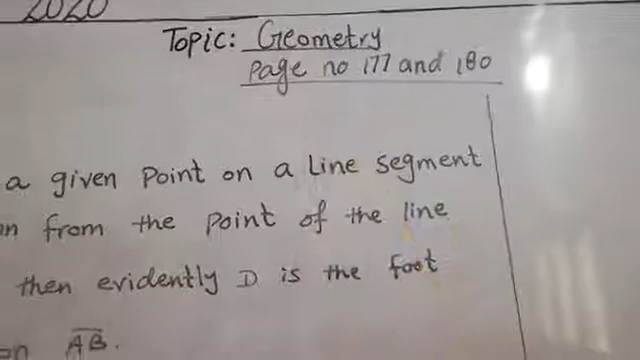 2020
Topic: Geometry
Page no 177 and 180
a given Point on a Line segment
from the point of the line
then evidently D is the foot
on AB.